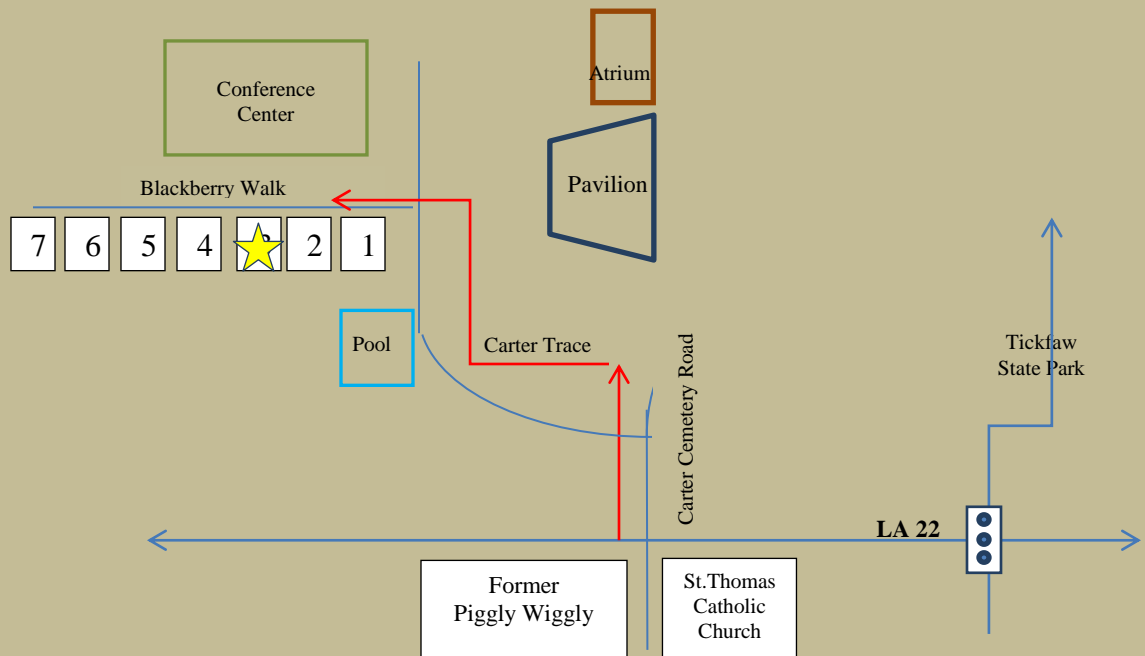 Atrium
Conference
Center
Pavilion
Blackberry Walk
7 6 5 4 2 1
Pool
Carter Trace
Carter Cemetery Road
Tickfaw
State Park
LA 22
Former
Piggly Wiggly
St.Thomas
Catholic
Church